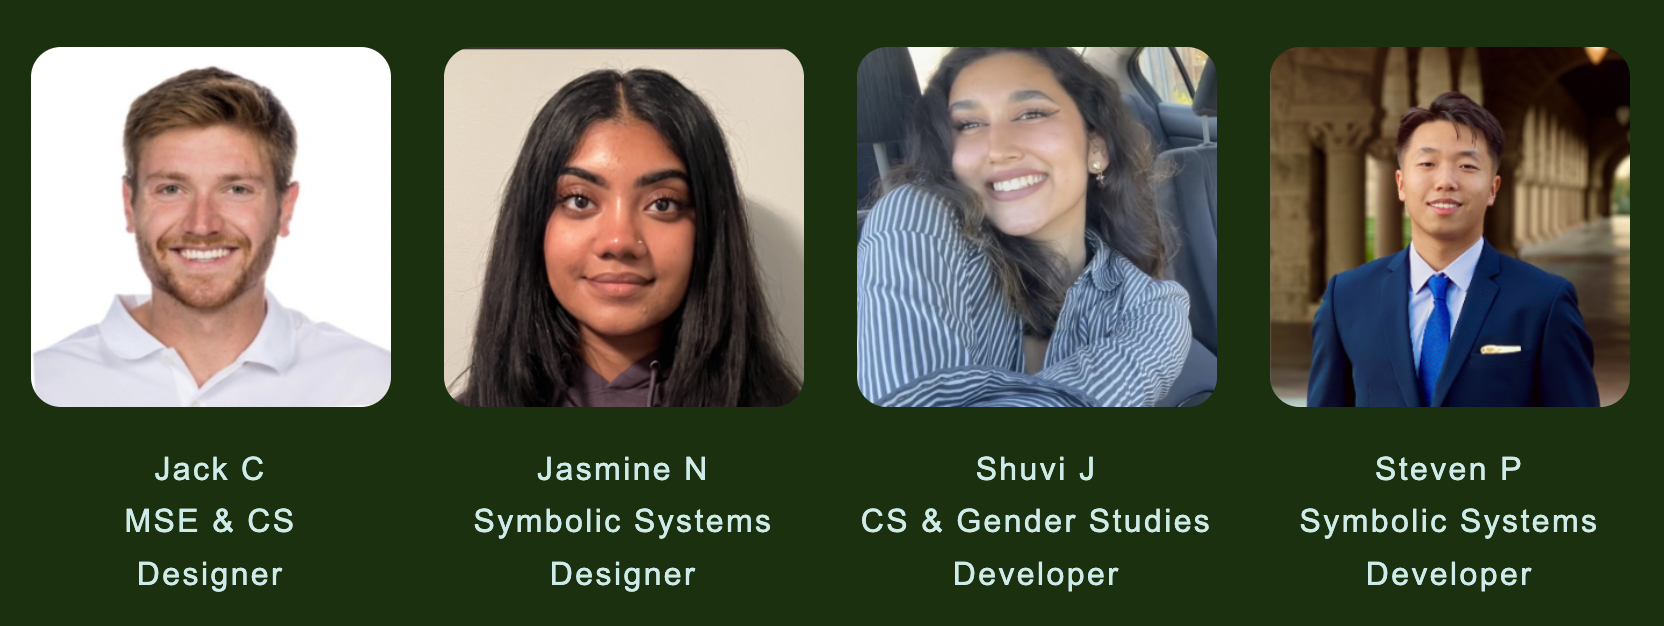 Jack C
MSE & CS
Designer
Jasmine N
Symbolic Systems
Designer
Shuvi J
CS & Gender Studies
Developer
Steven P
Symbolic Systems
Developer